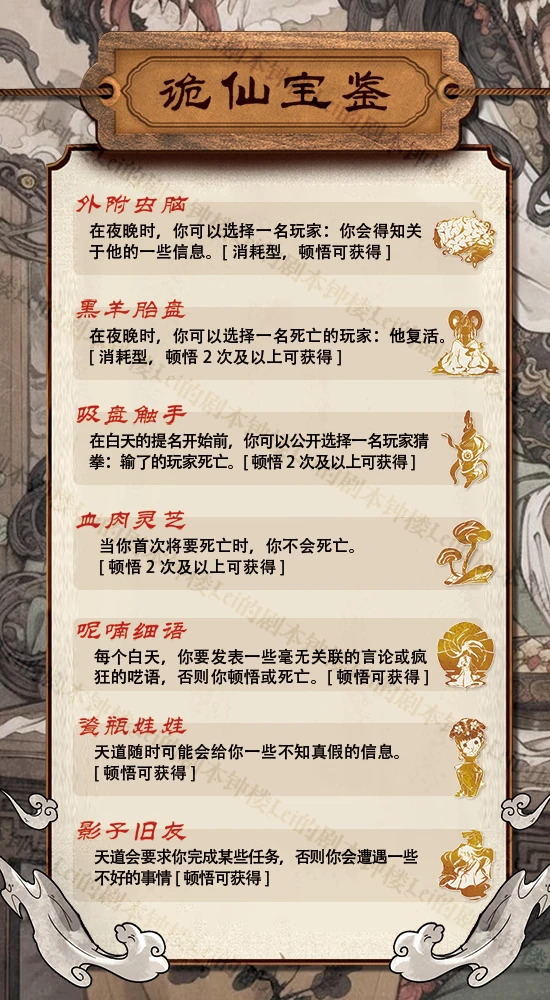 诡仙宝鉴
外附虫脑
在夜晚时，你可以选择一名玩家：你会得知关
于他的一些信息。[ 消耗型，顿悟可获得 ]
黑羊胎盘
在夜晚时，你可以选择一名死亡的玩家：他复活。
[ 消耗型，顿悟 2 次及以上可获得 ]
吸盘触手
在白天的提名开始前，你可以公开选择一名玩家猜
拳：输了的玩家死亡。[ 顿悟 2 次及以上可获得 ]
血肉灵芝
当你首次将要死亡时，你不会死亡。
[ 顿悟 2 次及以上可获得 ]
呢喃细语
每个白天，你要发表一些毫无关联的言论或疯
狂的呓语，否则你顿悟或死亡。[ 顿悟可获得 ]
瓷瓶娃娃
天道随时可能会给你一些不知真假的信息。
[ 顿悟可获得 ]
影子旧友
天道会要求你完成某些任务，否则你会遭遇一些
不好的事情 [ 顿悟可获得 ]
Lei的剧本钟楼